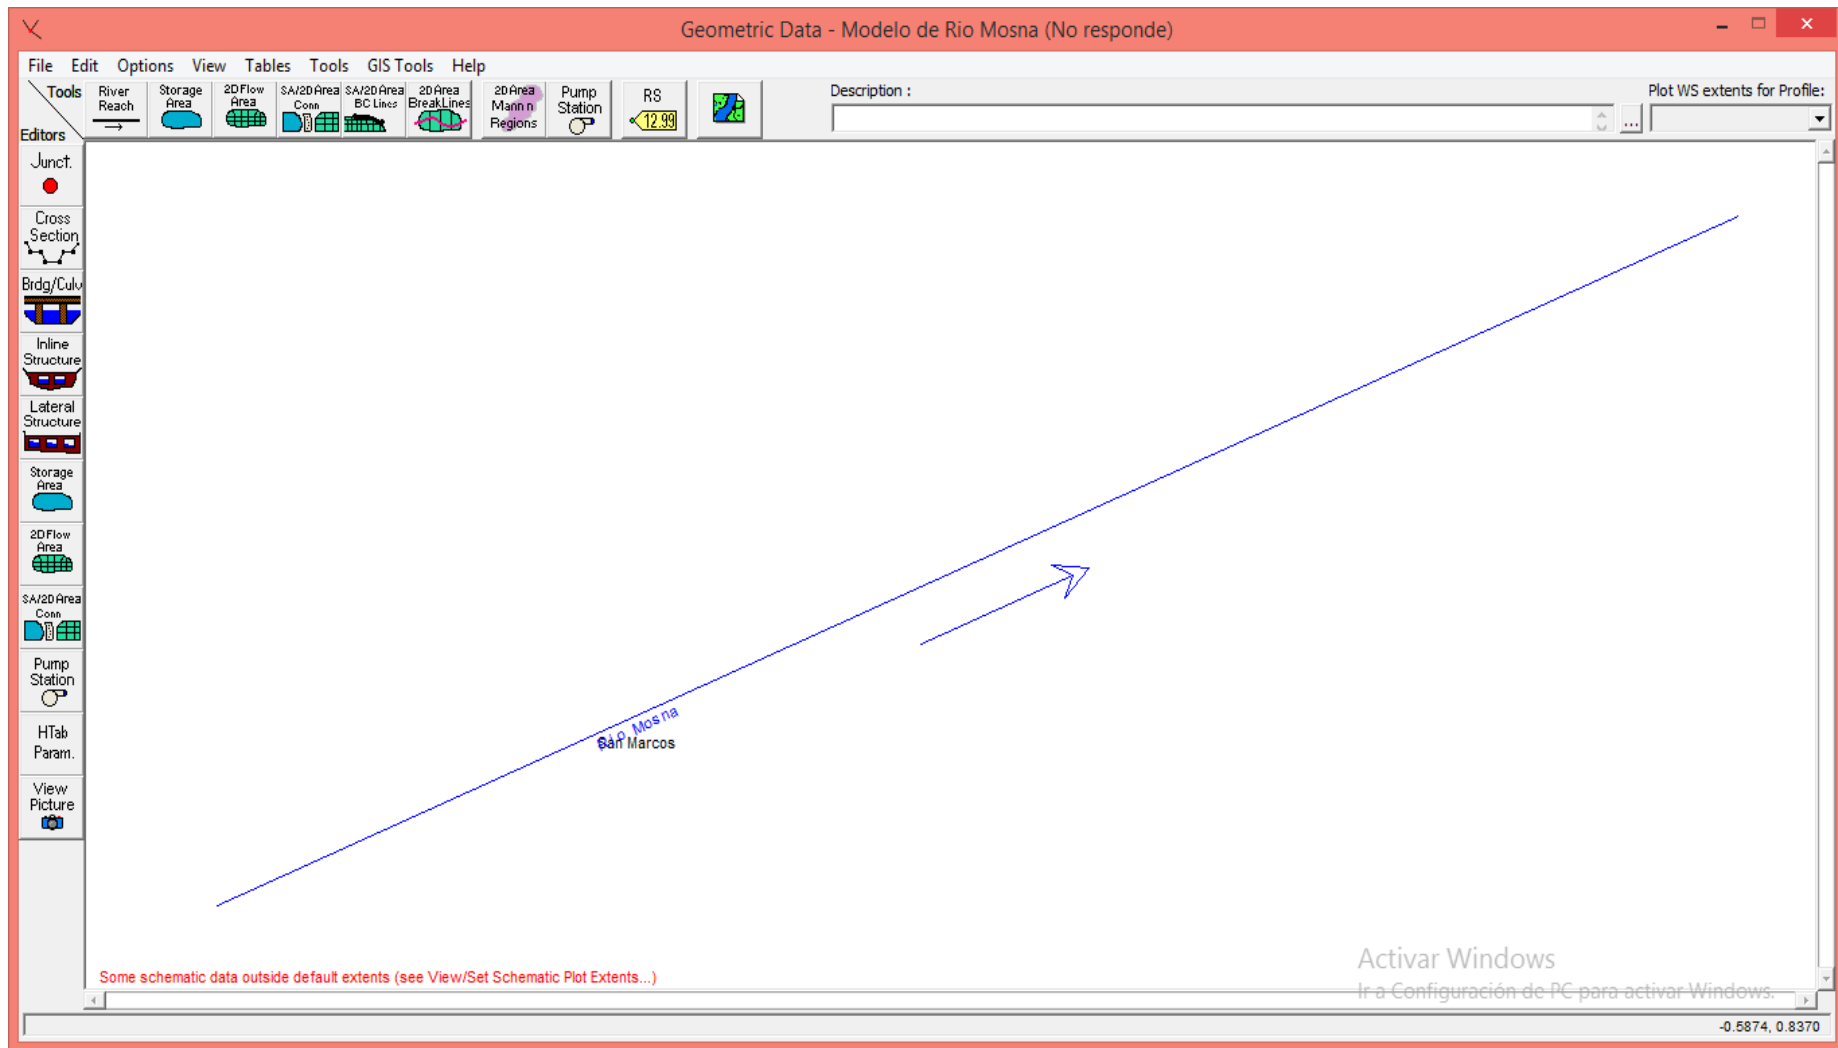 Geometric Data - Modelo de Rio Mosna (No responde)
File Edit Options View Tables Tools GIS Tools Help
Tools
Editors
River
Reach
Storage
Area
2D Flow
Area
SA/2D Area
Conn
SA/2D Area
BC Lines
2D Area
BreakLines
2D Area
Mann n
Regions
Pump
Station
RS
12.99
Description :
...
Plot WS extents for Profile:
Junct.
Cross
Section
Brdg/Culv
Inline
Structure
Lateral
Structure
Storage
Area
2D Flow
Area
SA/2D Area
Conn
Pump
Station
HTab
Param.
View
Picture
Rio Mosna
San Marcos
Some schematic data outside default extents (see View/Set Schematic Plot Extents...)
Activar Windows
Ir a Configuración de PC para activar Windows.
-0.5874, 0.8370